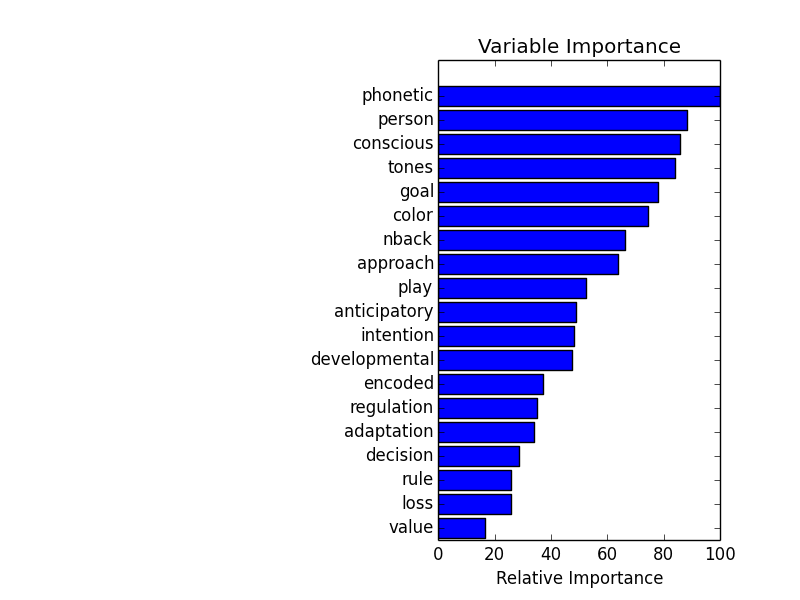 Variable Importance
phonetic
person
conscious
tones
goal
color
nback
approach
play
anticipatory
intention
developmental
encoded
regulation
adaptation
decision
rule
loss
value
0 20 40 60 80 100
Relative Importance